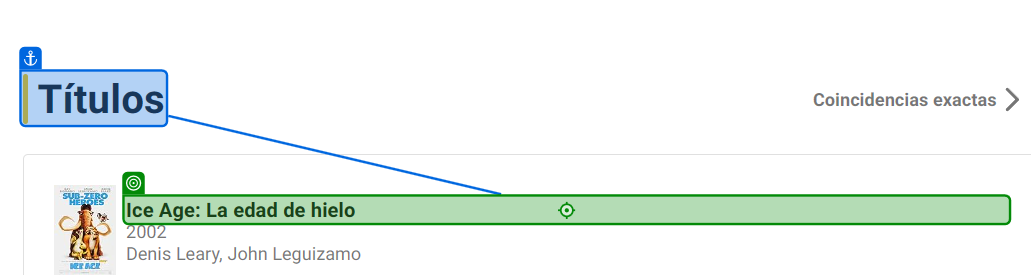 Títulos
Coincidencias exactas
SUB-ZERO
HEROES
ICE AGE
Ice Age: La edad de hielo
2002
Denis Leary, John Leguizamo